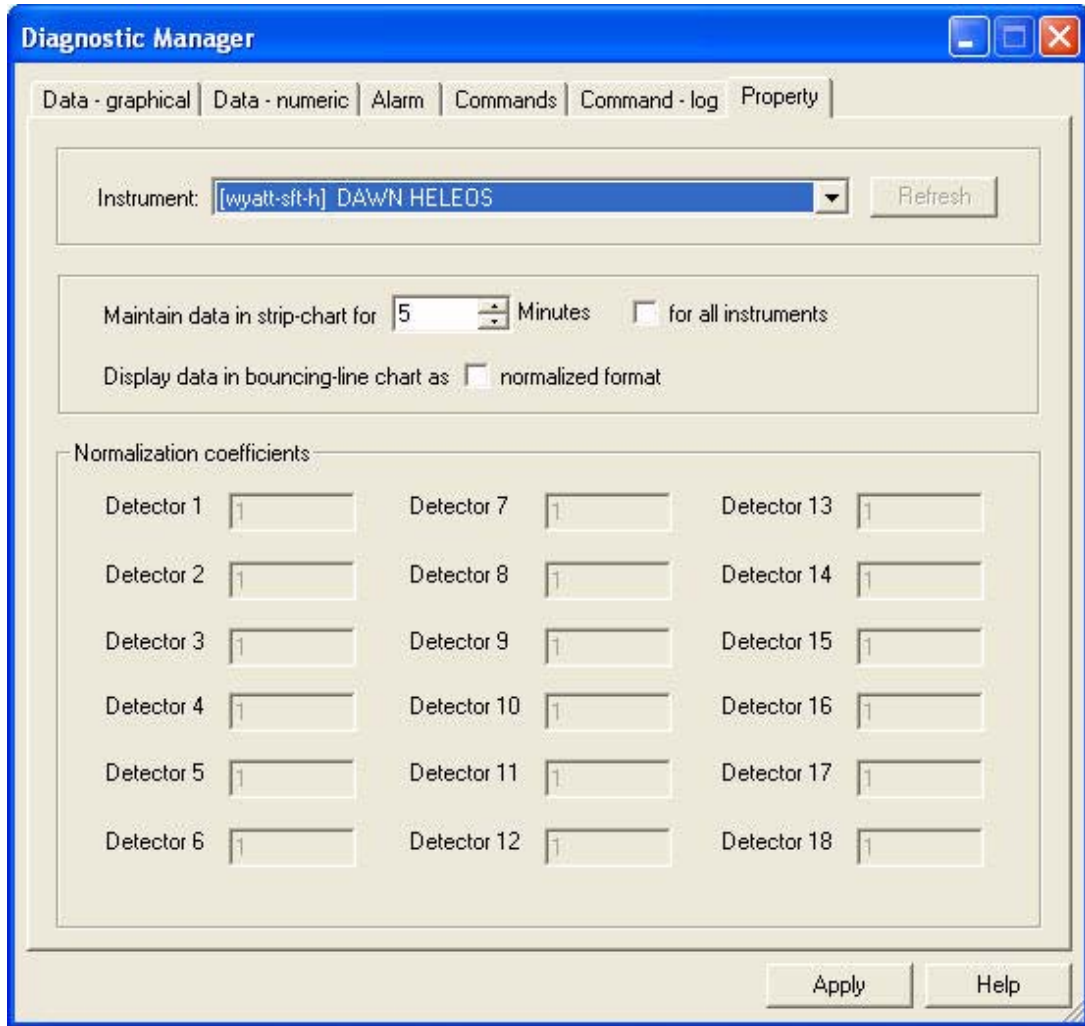 Diagnostic Manager
Data - graphical Data - numeric Alarm Commands Command - log Property
Instrument: [wyatt-sft-h] DAWN HELEOS Refresh
Maintain data in strip-chart for 5 Minutes for all instruments
Display data in bouncing-line chart as normalized format
Normalization coefficients
Detector 1 1 Detector 7 1 Detector 13 1
Detector 2 1 Detector 8 1 Detector 14 1
Detector 3 1 Detector 9 1 Detector 15 1
Detector 4 1 Detector 10 1 Detector 16 1
Detector 5 1 Detector 11 1 Detector 17 1
Detector 6 1 Detector 12 1 Detector 18 1
Apply Help